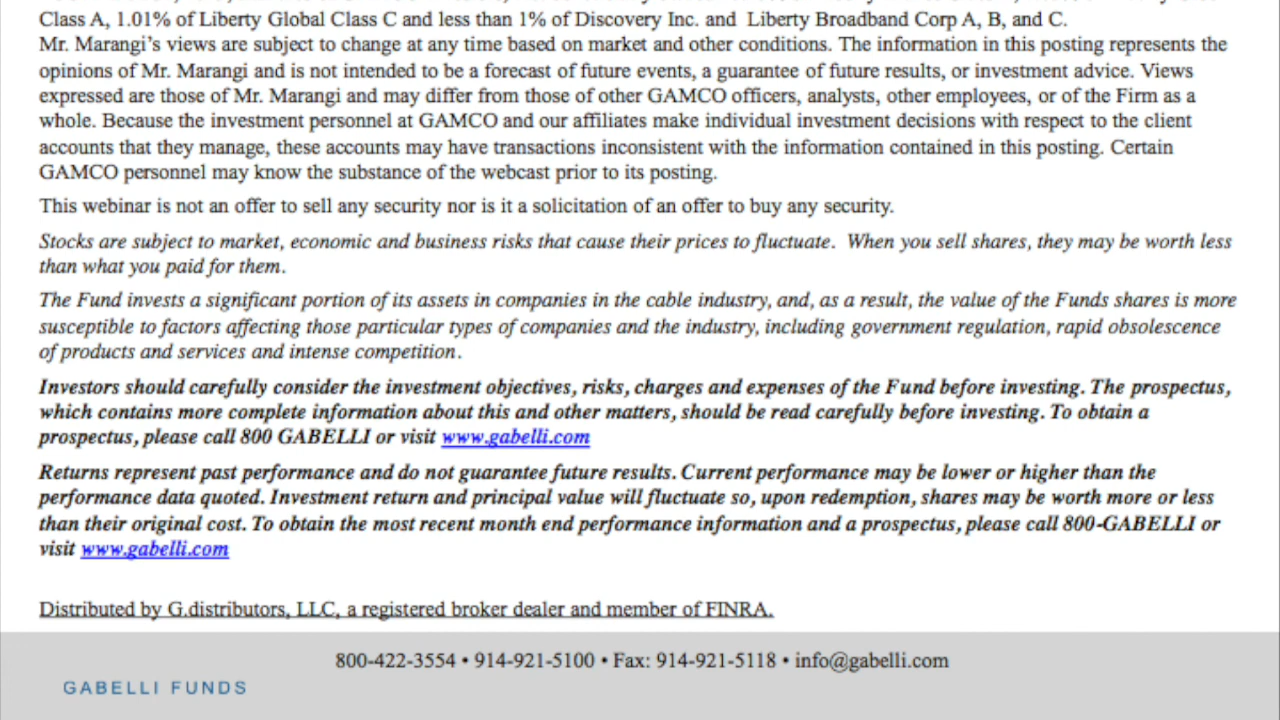 Class A, 1.01% of Liberty Global Class C and less than 1% of Discovery Inc. and Liberty Broadband Corp A, B, and C.
Mr. Marangi’s views are subject to change at any time based on market and other conditions. The information in this posting represents the
opinions of Mr. Marangi and is not intended to be a forecast of future events, a guarantee of future results, or investment advice. Views
expressed are those of Mr. Marangi and may differ from those of other GAMCO officers, analysts, other employees, or of the Firm as a
whole. Because the investment personnel at GAMCO and our affiliates make individual investment decisions with respect to the client
accounts that they manage, these accounts may have transactions inconsistent with the information contained in this posting. Certain
GAMCO personnel may know the substance of the webcast prior to its posting.
This webinar is not an offer to sell any security nor is it a solicitation of an offer to buy any security.
Stocks are subject to market, economic and business risks that cause their prices to fluctuate. When you sell shares, they may be worth less
than what you paid for them.
The Fund invests a significant portion of its assets in companies in the cable industry, and, as a result, the value of the Funds shares is more
susceptible to factors affecting those particular types of companies and the industry, including government regulation, rapid obsolescence
of products and services and intense competition.
Investors should carefully consider the investment objectives, risks, charges and expenses of the Fund before investing. The prospectus,
which contains more complete information about this and other matters, should be read carefully before investing. To obtain a
prospectus, please call 800 GABELLI or visit www.gabelli.com
Returns represent past performance and do not guarantee future results. Current performance may be lower or higher than the
performance data quoted. Investment return and principal value will fluctuate so, upon redemption, shares may be worth more or less
than their original cost. To obtain the most recent month end performance information and a prospectus, please call 800-GABELLI or
visit www.gabelli.com
Distributed by G.distributors, LLC, a registered broker dealer and member of FINRA.
800-422-3554 • 914-921-5100 • Fax: 914-921-5118 • info@gabelli.com
GABELLI FUNDS